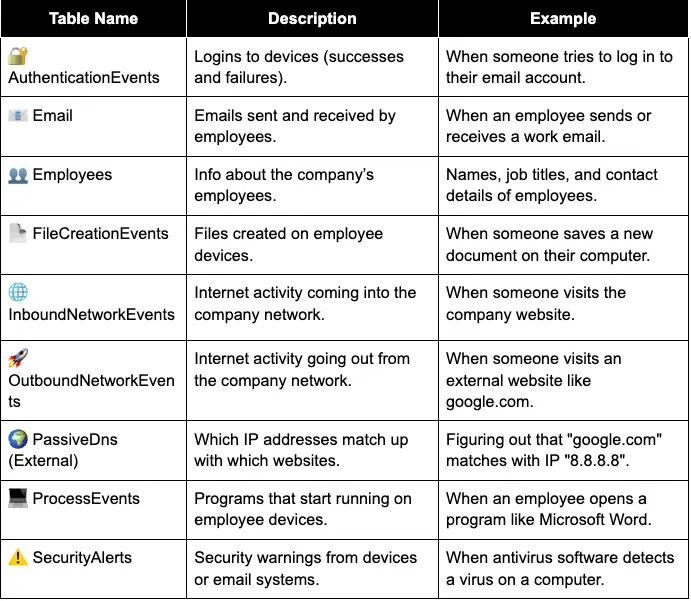 Table Name
Description
Example
🔐
AuthenticationEvents
Logins to devices (successes
and failures).
When someone tries to log in to
their email account.
📧 Email
Emails sent and received by
employees.
When an employee sends or
receives a work email.
👥 Employees
Info about the company’s
employees.
Names, job titles, and contact
details of employees.
📄 FileCreationEvents
Files created on employee
devices.
When someone saves a new
document on their computer.
🌐
InboundNetworkEvents
Internet activity coming into the
company network.
When someone visits the
company website.
🚀
OutboundNetworkEven
ts
Internet activity going out from
the company network.
When someone visits an
external website like
google.com.
🌍 PassiveDns
(External)
Which IP addresses match up
with which websites.
Figuring out that "google.com"
matches with IP "8.8.8.8".
💻 ProcessEvents
Programs that start running on
employee devices.
When an employee opens a
program like Microsoft Word.
⚠️ SecurityAlerts
Security warnings from devices
or email systems.
When antivirus software detects
a virus on a computer.